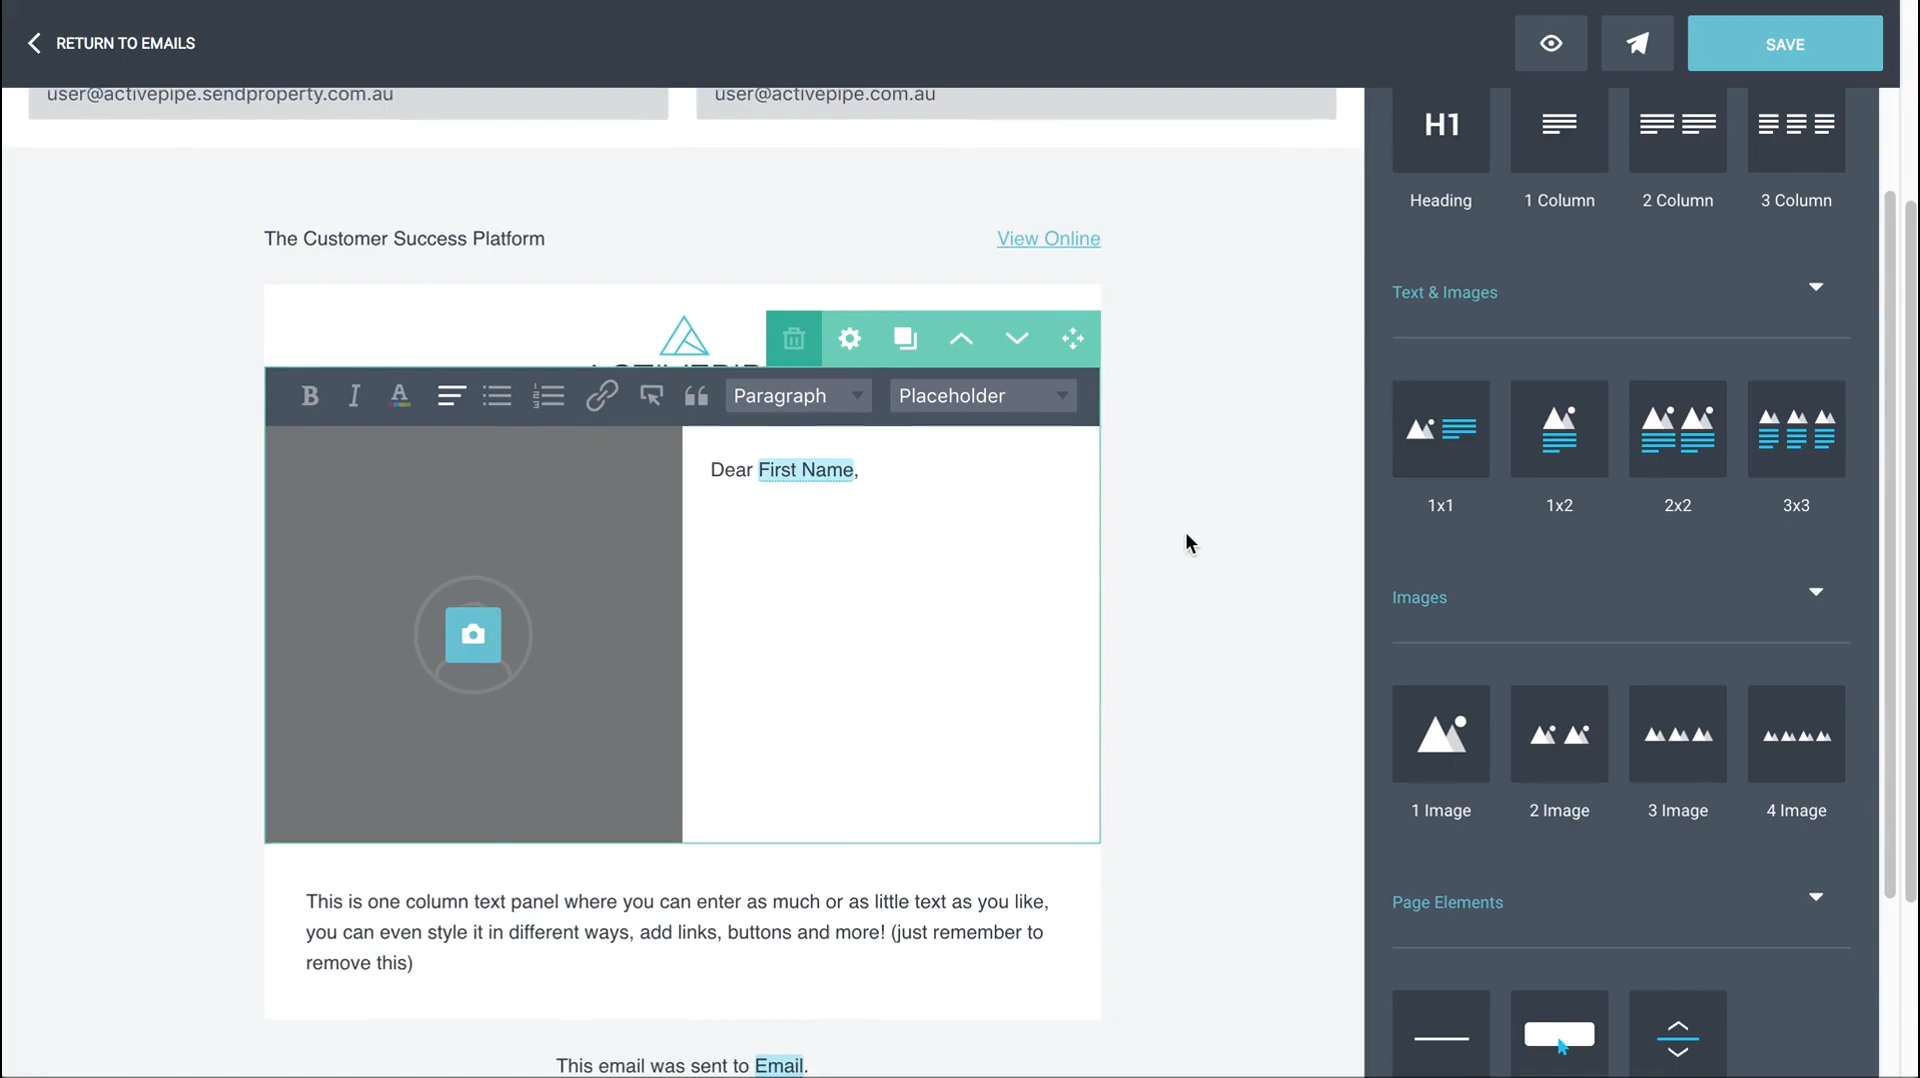 RETURN TO EMAILS
SAVE
user@activepipe.sendproperty.com.au
user@activepipe.com.au
H1
Heading
1 Column
2 Column
3 Column
The Customer Success Platform
View Online
Text & Images
B
I
A
Paragraph
Placeholder
1x1
1x2
2x2
3x3
Dear First Name,
Images
1 Image
2 Image
3 Image
4 Image
Page Elements
This is one column text panel where you can enter as much or as little text as you like,
you can even style it in different ways, add links, buttons and more! (just remember to
remove this)
This email was sent to Email.